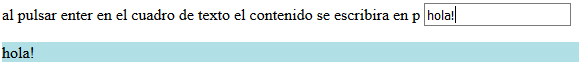 al pulsar enter en el cuadro de texto el contenido se escribira en p hola!
hola!